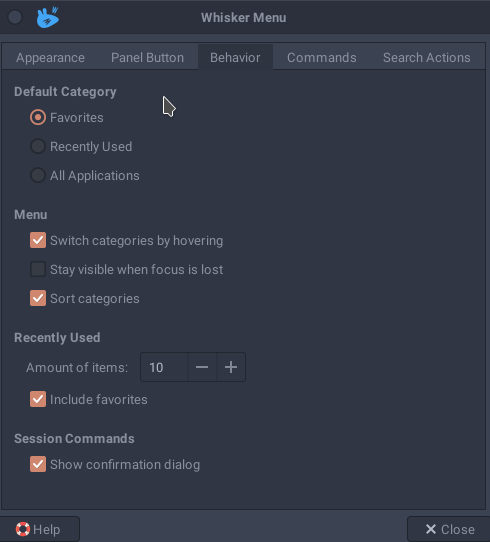 Whisker Menu
Appearance Panel Button Behavior Commands Search Actions
Default Category
Favorites
Recently Used
All Applications
Menu
Switch categories by hovering
Stay visible when focus is lost
Sort categories
Recently Used
Amount of items: 10
Include favorites
Session Commands
Show confirmation dialog
Help Close